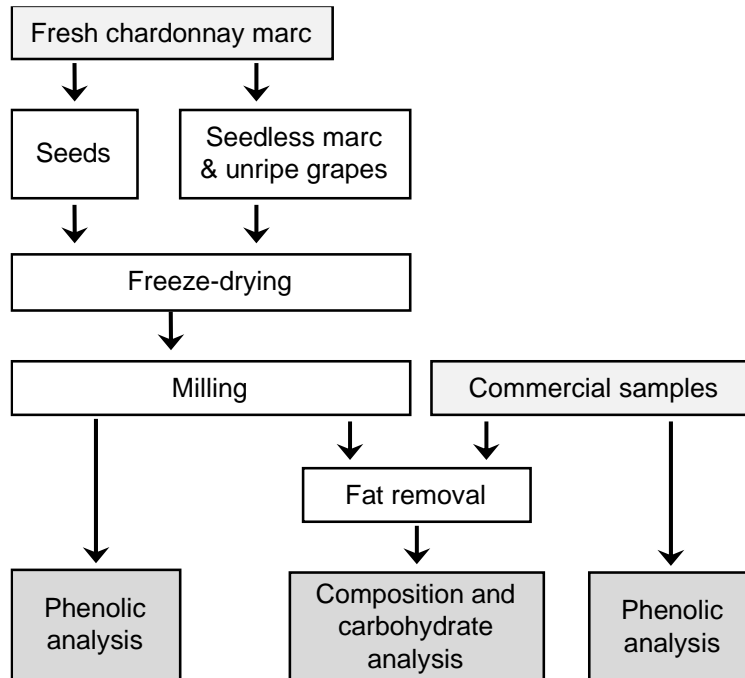 Fresh chardonnay marc
Seeds
Seedless marc
& unripe grapes
Freeze-drying
Milling
Commercial samples
Fat removal
Phenolic
analysis
Composition and
carbohydrate
analysis
Phenolic
analysis